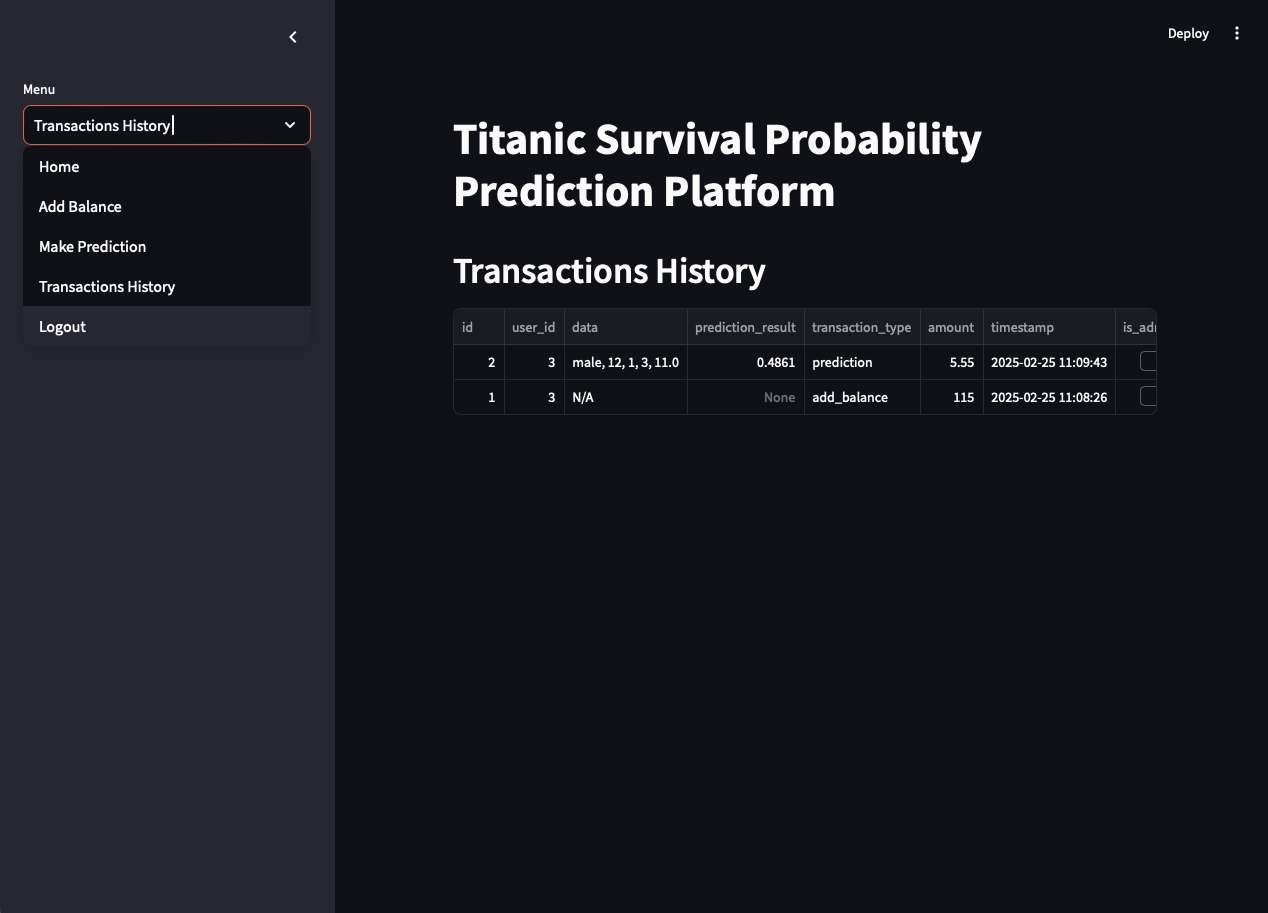 Deploy
Menu
Transactions History
Home
Add Balance
Make Prediction
Transactions History
Logout
Titanic Survival Probability
Prediction Platform
Transactions History
id user_id data prediction_result transaction_type amount timestamp is_adr
2 3 male, 12, 1, 3, 11.0 0.4861 prediction 5.55 2025-02-25 11:09:43
1 3 N/A None add_balance 115 2025-02-25 11:08:26